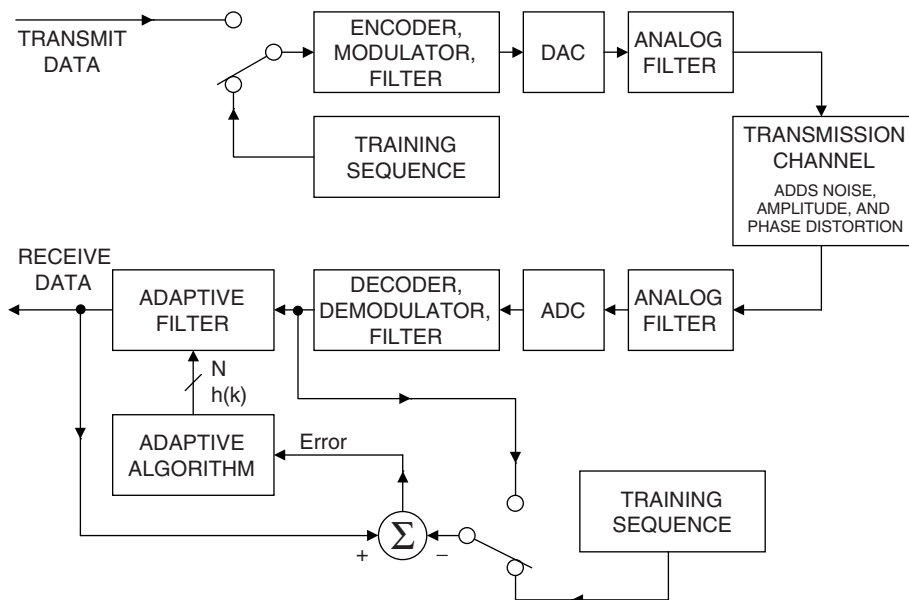 TRANSMIT
DATA
ENCODER,
MODULATOR,
FILTER
DAC
ANALOG
FILTER
TRAINING
SEQUENCE
TRANSMISSION
CHANNEL
ADDS NOISE,
AMPLITUDE, AND
PHASE DISTORTION
RECEIVE
DATA
ADAPTIVE
FILTER
DECODER,
DEMODULATOR,
FILTER
ADC
ANALOG
FILTER
N
h(k)
ADAPTIVE
ALGORITHM
Error
Σ
+
−
TRAINING
SEQUENCE